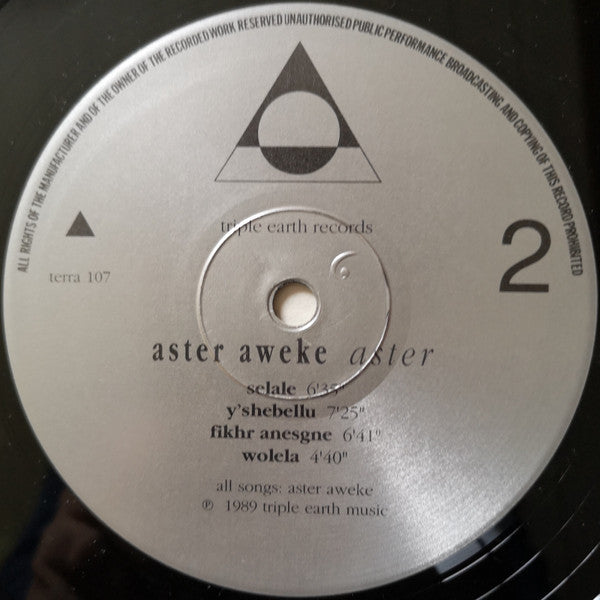 ALL RIGHTS OF THE MANUFACTURER AND OF THE OWNER OF THE RECORDED WORK RESERVED UNAUTHORISED PUBLIC PERFORMANCE BROADCASTING AND COPYING OF THIS RECORD PROHIBITED
triple earth records
2
terra 107
aster aweke aster
selale 6'35"
y'shebellu 7'25"
fikhr anesgne 6'41"
wolela 4'40"
all songs: aster aweke
℗ 1989 triple earth music